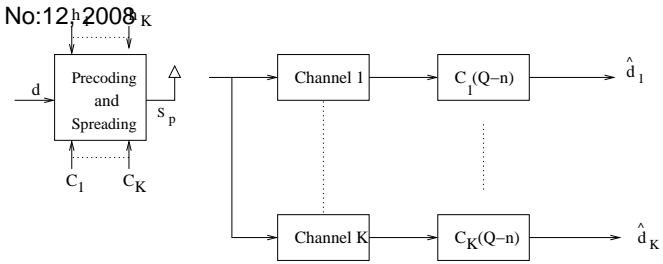 No:12, 2008
h h K
d
Precoding
and
Spreading
S p
C 1 C K
Channel 1
C 1 (Q-n)
^ d 1
Channel K
C K (Q-n)
^ d K